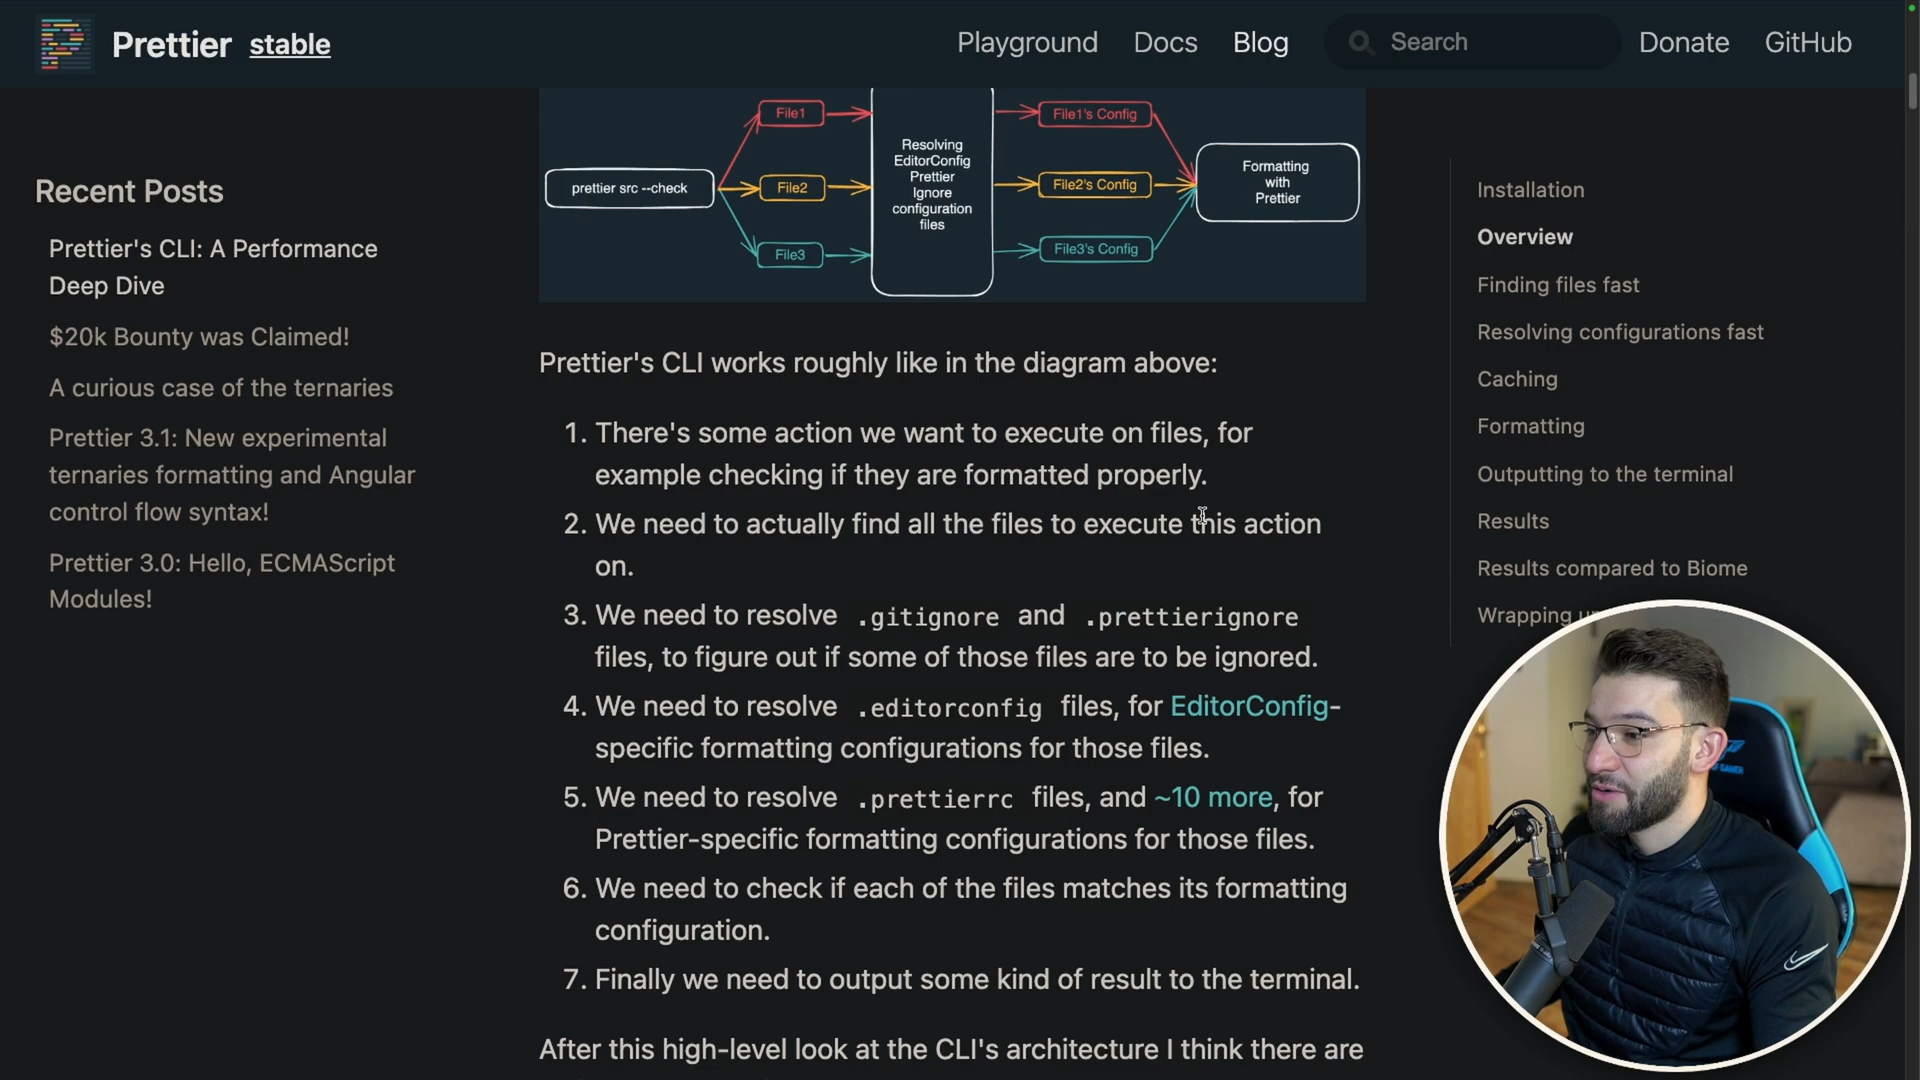 Prettier stable
Playground Docs Blog Search Donate GitHub
Recent Posts
Prettier's CLI: A Performance
Deep Dive
$20k Bounty was Claimed!
A curious case of the ternaries
Prettier 3.1: New experimental
ternaries formatting and Angular
control flow syntax!
Prettier 3.0: Hello, ECMAScript
Modules!
prettier src --check
File1
File2
File3
Resolving
EditorConfig
Prettier
Ignore
configuration
files
File1's Config
File2's Config
File3's Config
Formatting
with
Prettier
Prettier's CLI works roughly like in the diagram above:
1. There's some action we want to execute on files, for
example checking if they are formatted properly.
2. We need to actually find all the files to execute this action
on.
3. We need to resolve .gitignore and .prettierignore
files, to figure out if some of those files are to be ignored.
4. We need to resolve .editorconfig files, for EditorConfig-
specific formatting configurations for those files.
5. We need to resolve .prettierrc files, and ~10 more, for
Prettier-specific formatting configurations for those files.
6. We need to check if each of the files matches its formatting
configuration.
7. Finally we need to output some kind of result to the terminal.
After this high-level look at the CLI's architecture I think there are
Installation
Overview
Finding files fast
Resolving configurations fast
Caching
Formatting
Outputting to the terminal
Results
Results compared to Biome
Wrapping